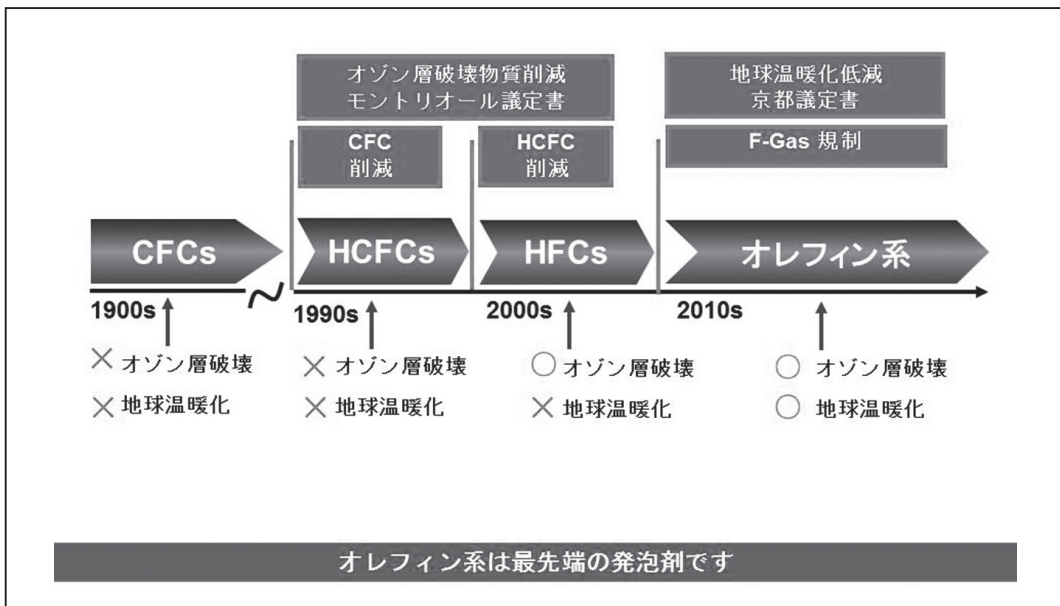 オゾン層破壊物質削減
モントリオール議定書
地球温暖化低減
京都議定書
CFC
削減
HCFC
削減
F-Gas 規制
CFCs
HCFCs
HFCs
オレフィン系
1900s
1990s
2000s
2010s
× オゾン層破壊
× 地球温暖化
× オゾン層破壊
× 地球温暖化
○ オゾン層破壊
× 地球温暖化
○ オゾン層破壊
○ 地球温暖化
オレフィン系は最先端の発泡剤です